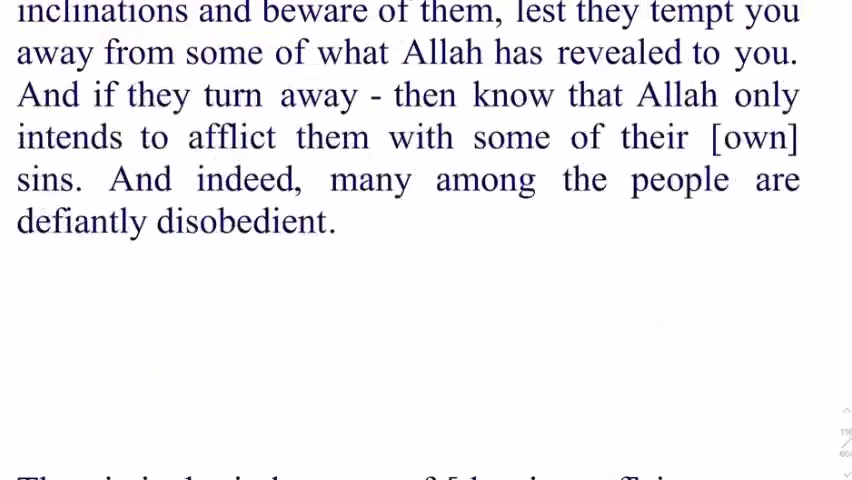 inclinations and beware of them, lest they tempt you
away from some of what Allah has revealed to you.
And if they turn away - then know that Allah only
intends to afflict them with some of their [own]
sins. And indeed, many among the people are
defiantly disobedient.
116
604